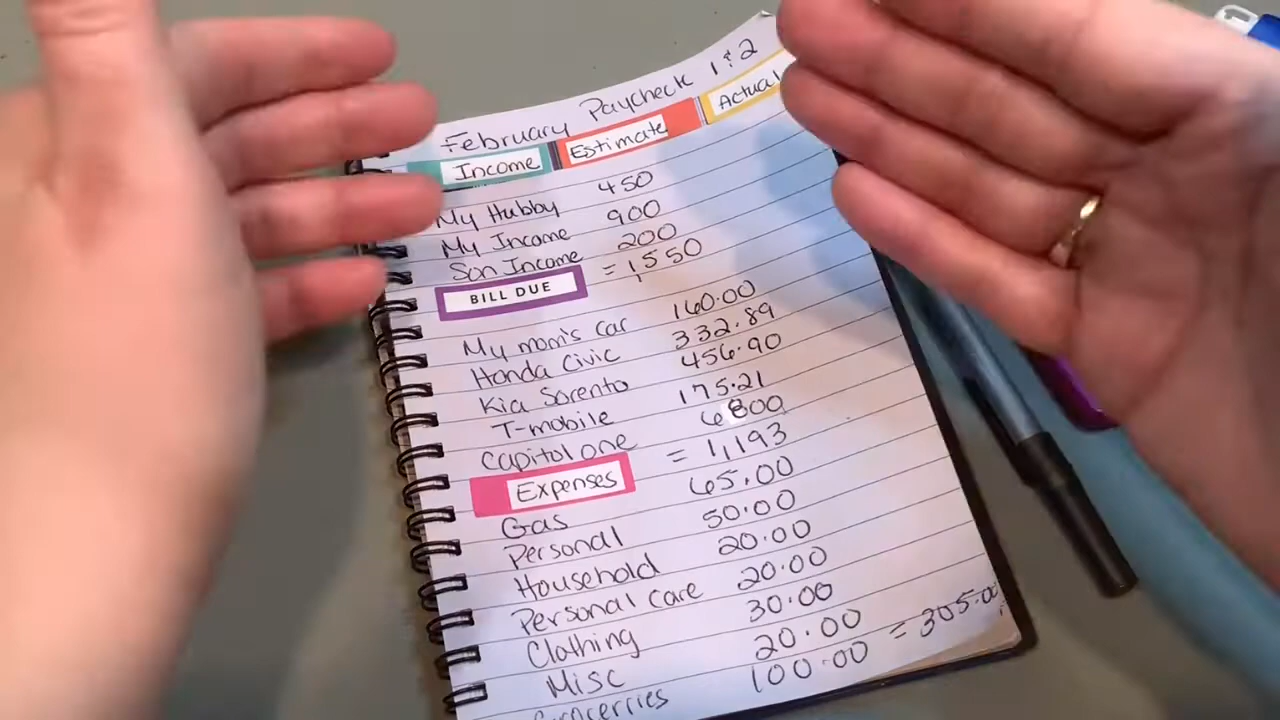 February Paycheck 1 & 2
Income Estimate Actual
My Hubby 450
My Income 900
Son Income 200
BILL DUE = 1550
My mom's car 160.00
Honda Civic 332.89
Kia Sorento 456.90
T-mobile 175.21
Capitol one 6800
Expenses = 1,193
Gas 65.00
Personal 50.00
Household 20.00
Personal Care 20.00
Clothing 30.00
Misc 20.00
Groceries 100.00 = 305.00